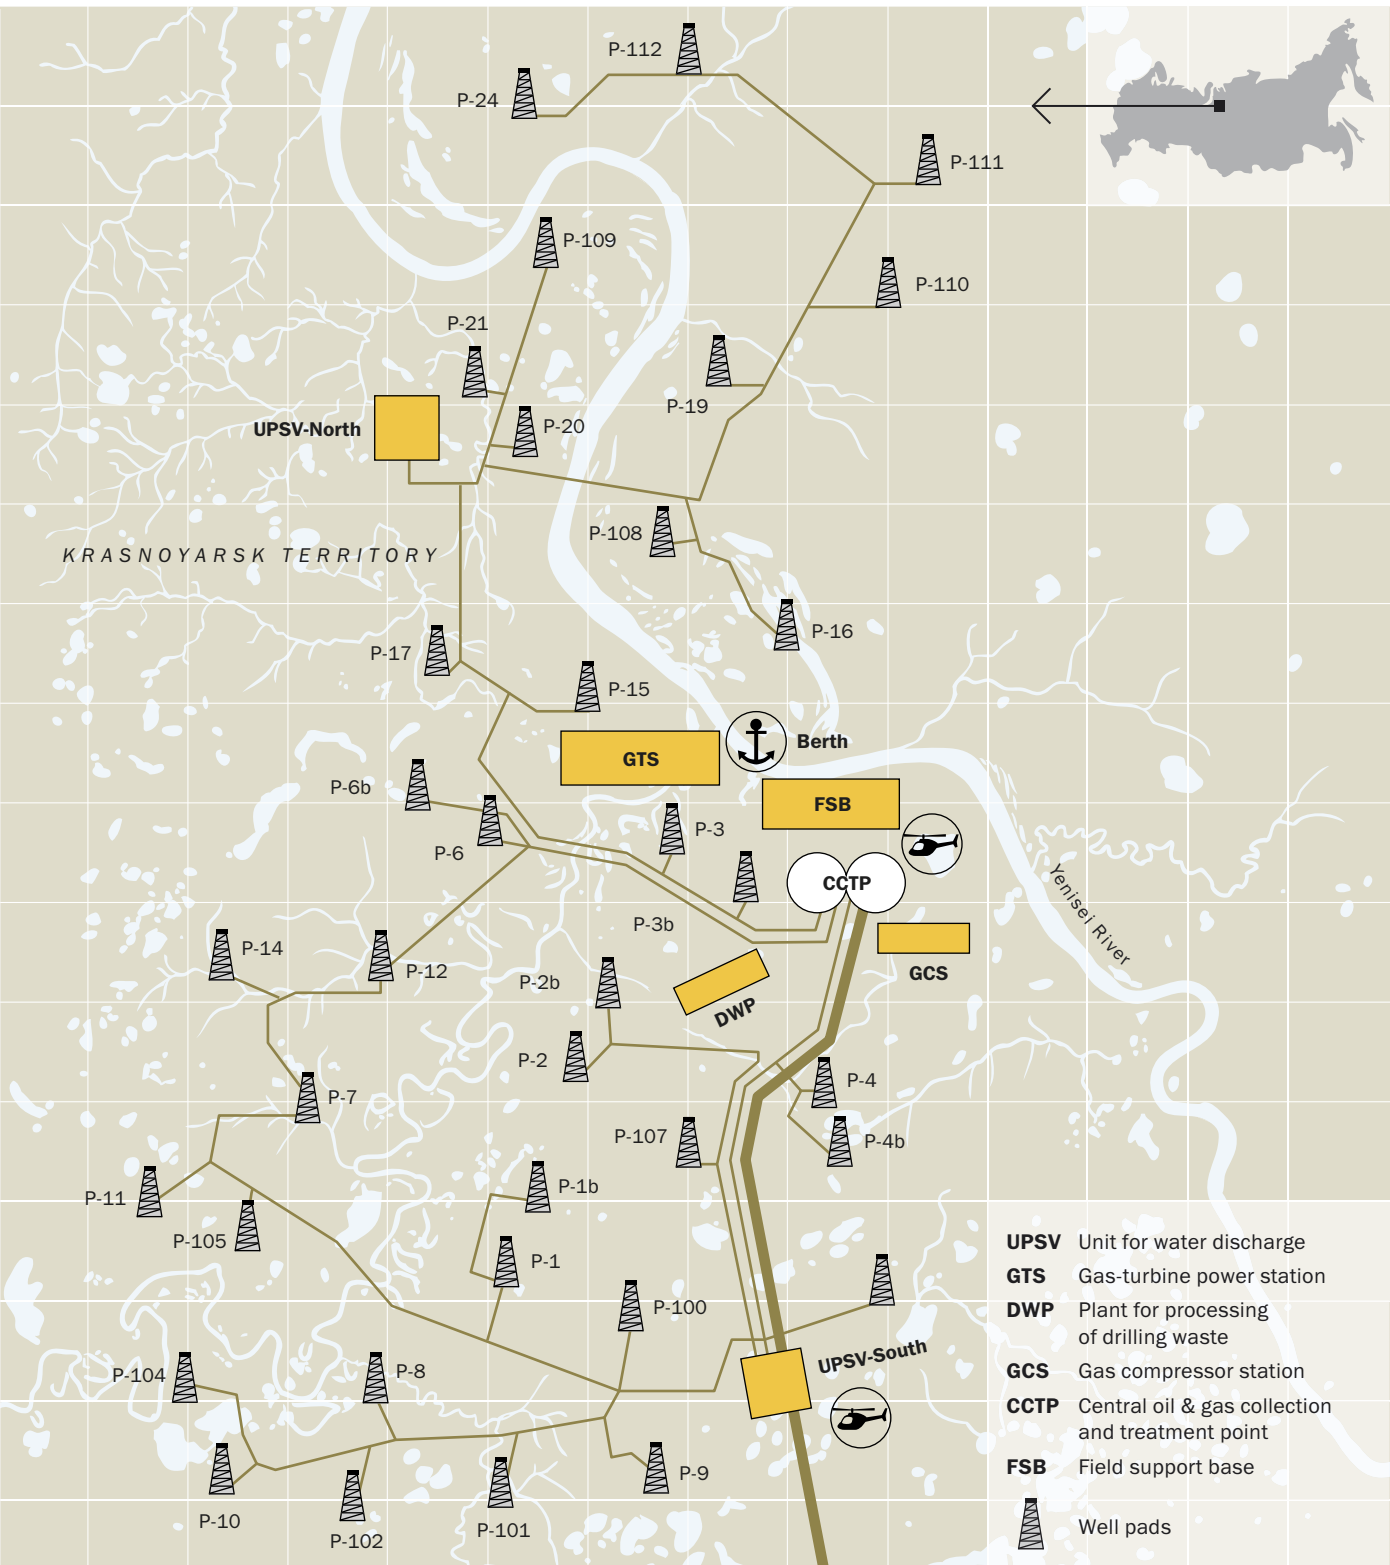 P-112
P-24
P-111
P-109
P-110
P-21
P-19
UPSV-North
P-20
P-108
KRASNOYARSK TERRITORY
P-16
P-17
P-15
Berth
GTS
P-6b
FSB
P-3
P-6
CCTP
Yenisei River
P-3b
P-14
P-12
GCS
P-2b
DWP
P-2
P-4
P-7
P-107
P-4b
P-1b
P-11
P-105
P-1
P-100
UPSV-South
P-104
P-8
P-9
P-10
P-102
P-101
UPSV Unit for water discharge
GTS Gas-turbine power station
DWP Plant for processing
of drilling waste
GCS Gas compressor station
CCTP Central oil & gas collection
and treatment point
FSB Field support base
Well pads